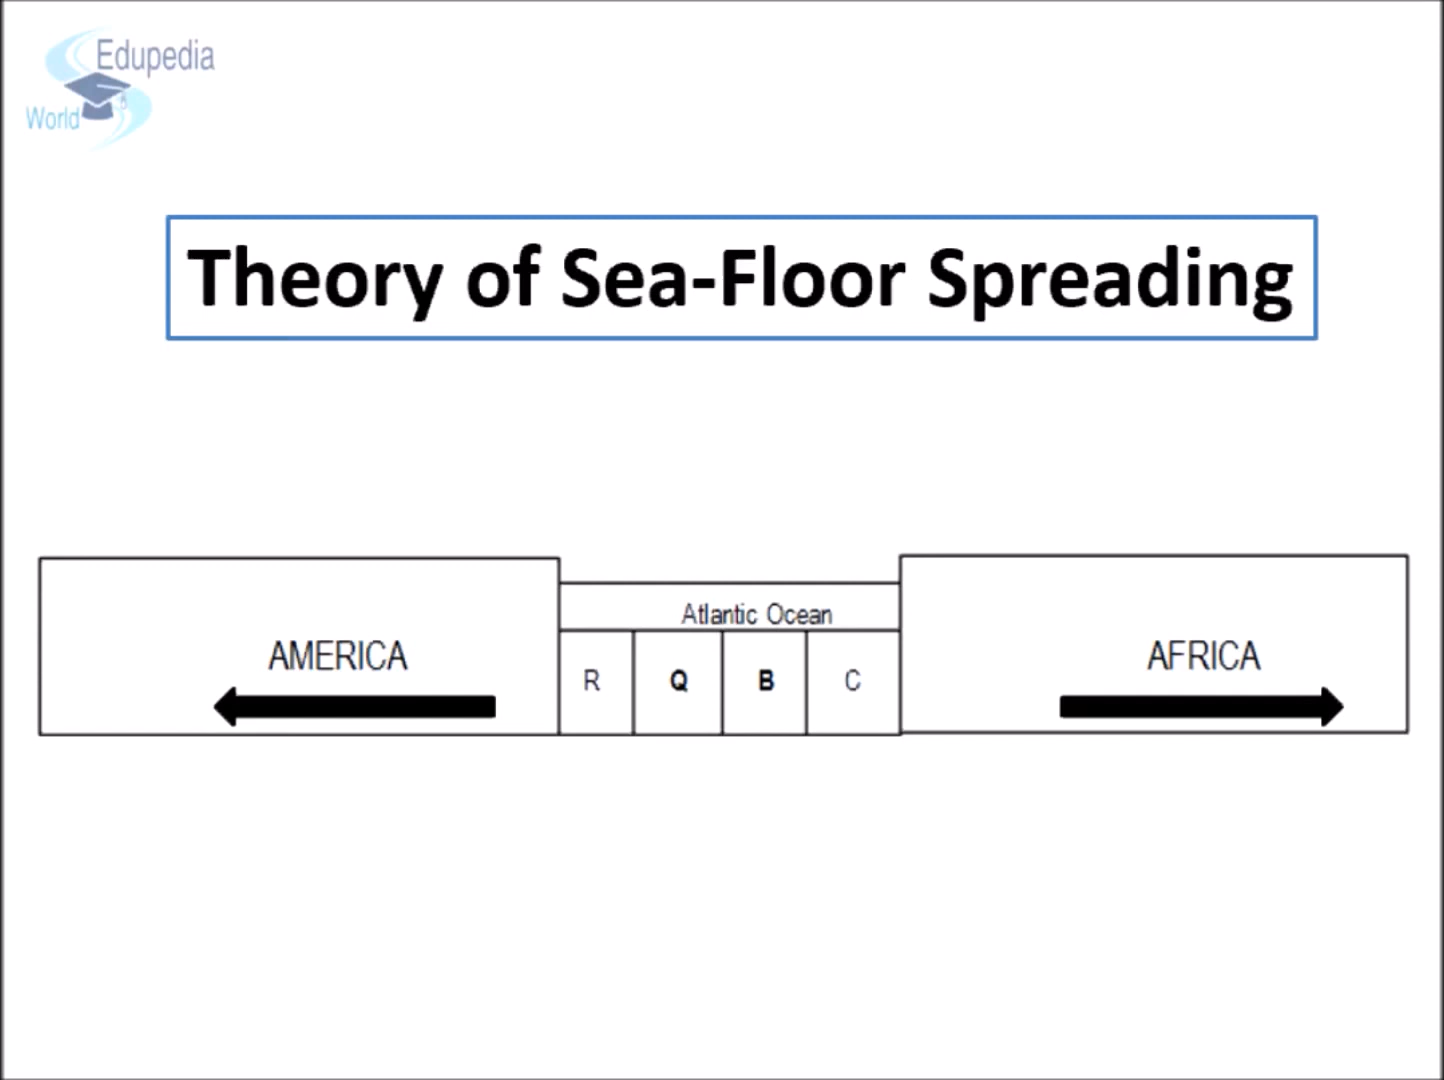 Edupedia
World
Theory of Sea-Floor Spreading
Atlantic Ocean
AMERICA
R Q B C
AFRICA